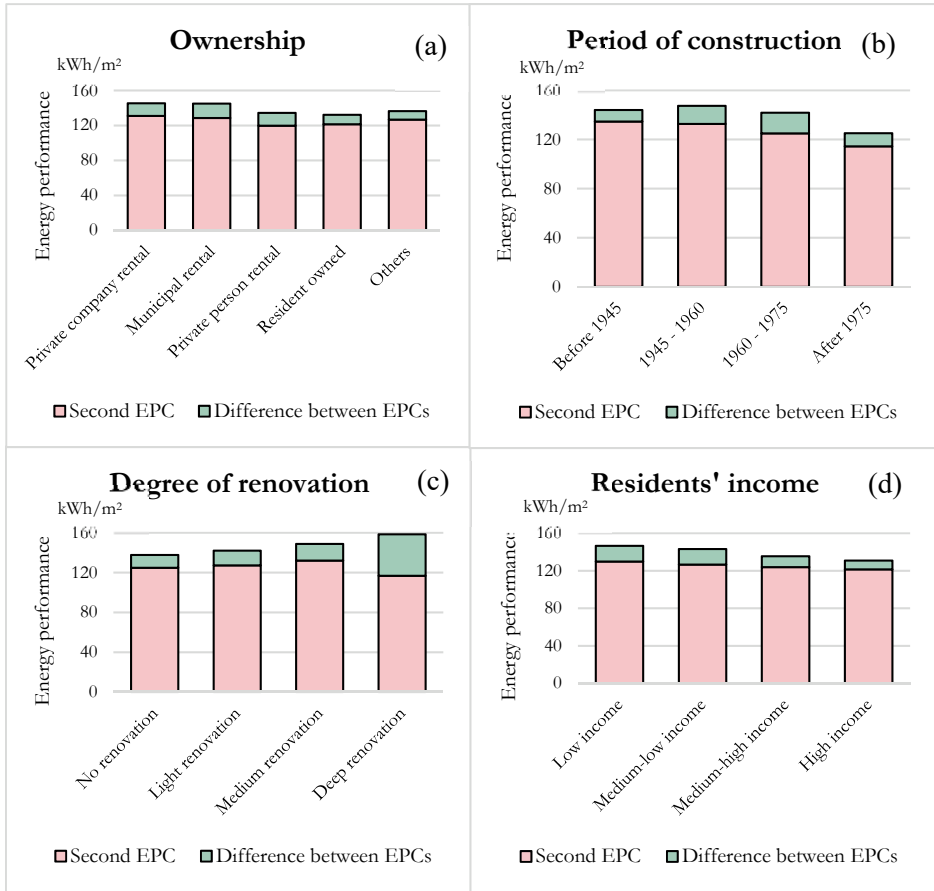 Ownership
(a)
kWh/m²
Energy performance
160
120
80
40
0
Private company rental
Municipal rental
Private person rental
Resident owned
Others
Second EPC
Difference between EPCs
Period of construction
(b)
kWh/m²
Energy performance
160
120
80
40
0
Before 1945
1945 - 1960
1960 - 1975
After 1975
Second EPC
Difference between EPCs
Degree of renovation
(c)
kWh/m²
Energy performance
160
120
80
40
0
No renovation
Light renovation
Medium renovation
Deep renovation
Second EPC
Difference between EPCs
Residents' income
(d)
kWh/m²
Energy performance
160
120
80
40
0
Low income
Medium-low income
Medium-high income
High income
Second EPC
Difference between EPCs